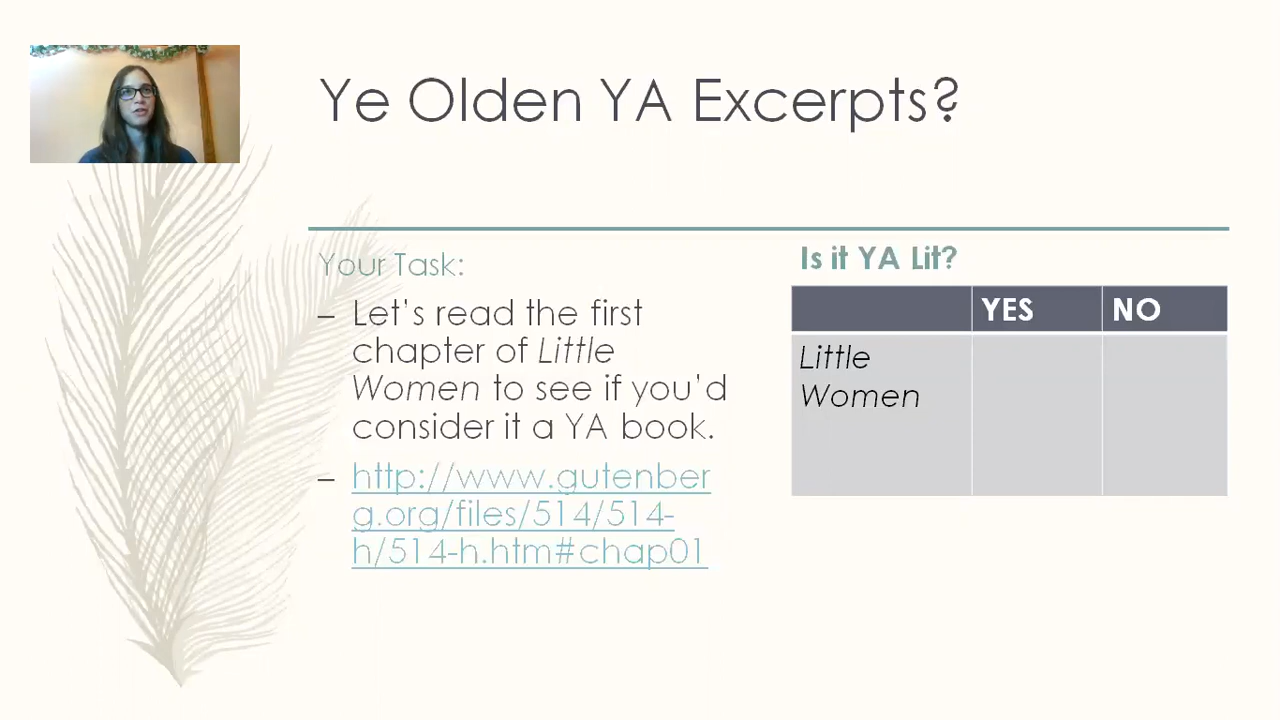 Ye Olden YA Excerpts?
Your Task:
– Let's read the first
chapter of Little
Women to see if you'd
consider it a YA book.
– http://www.gutenber
g.org/files/514/514-
h/514-h.htm#chap01
Is it YA Lit?
YES NO
Little
Women